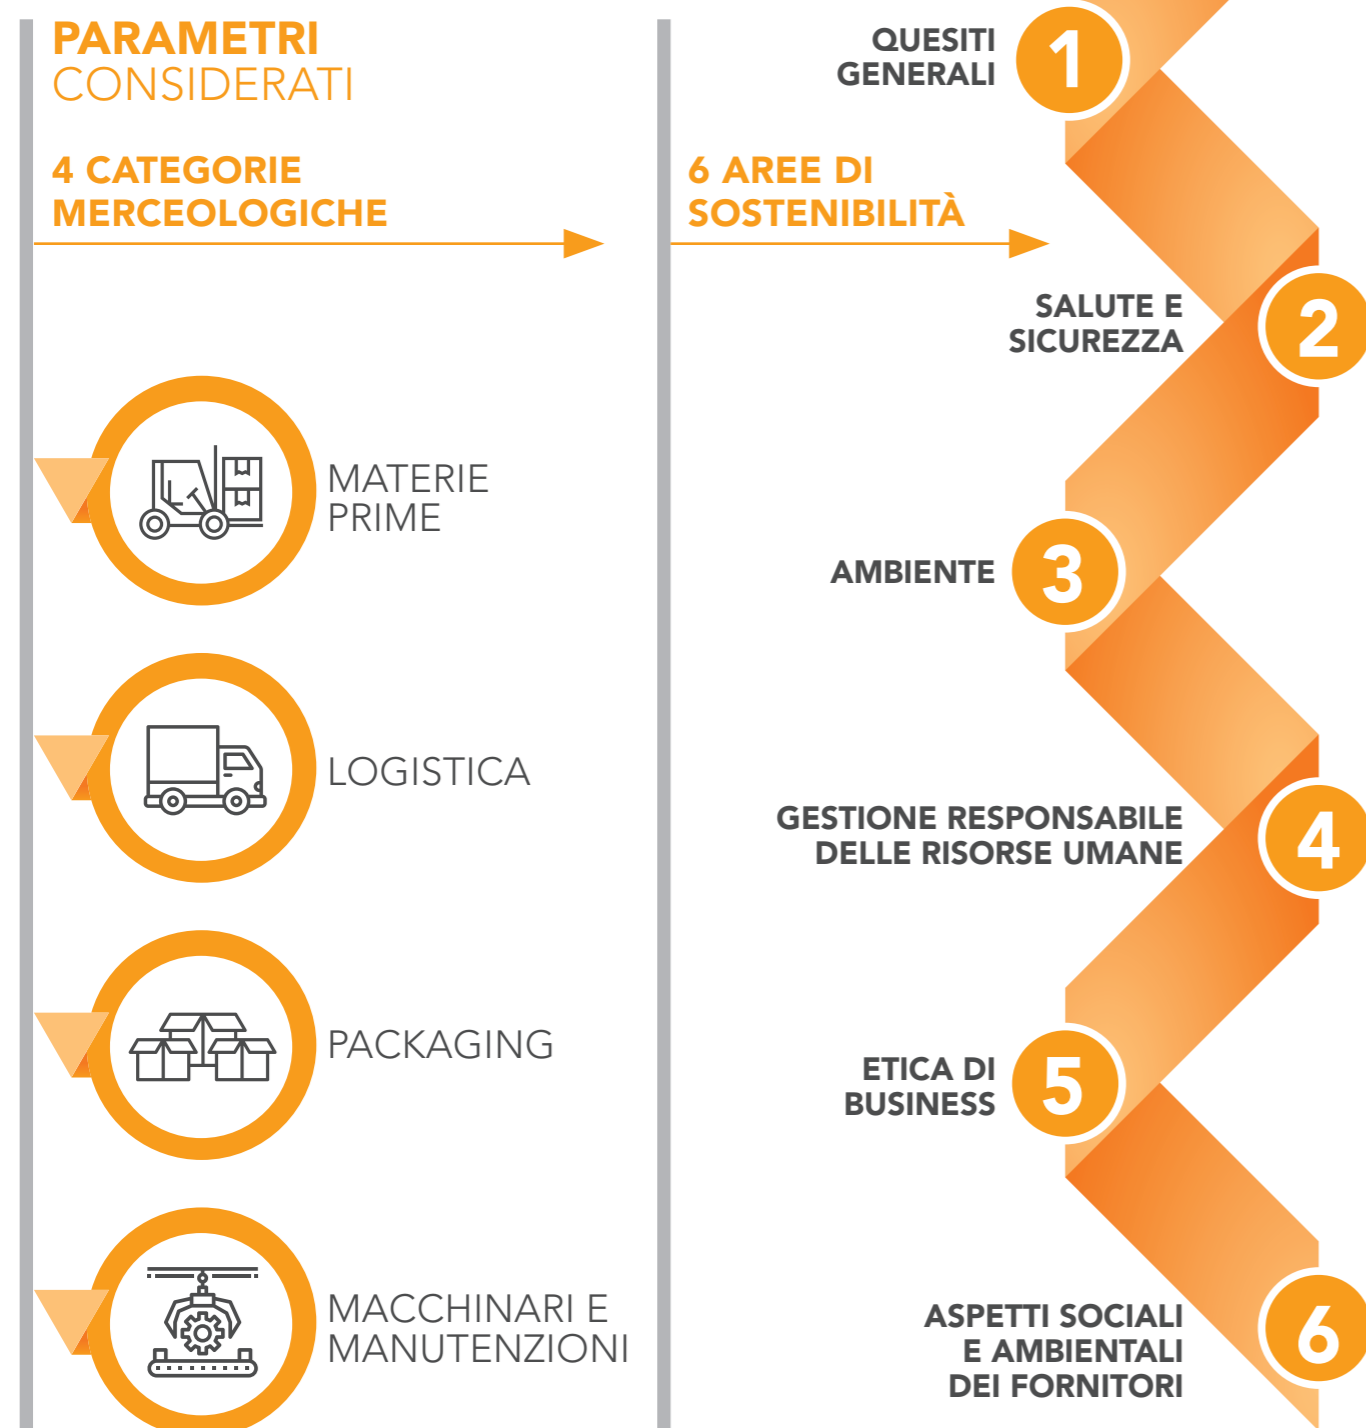 PARAMETRI
CONSIDERATI
4 CATEGORIE
MERCEOLOGICHE
MATERIE
PRIME
LOGISTICA
PACKAGING
MACCHINARI E
MANUTENZIONI
6 AREE DI
SOSTENIBILITÀ
QUESITI
GENERALI
1
SALUTE E
SICUREZZA
2
AMBIENTE
3
GESTIONE RESPONSABILE
DELLE RISORSE UMANE
4
ETICA DI
BUSINESS
5
ASPETTI SOCIALI
E AMBIENTALI
DEI FORNITORI
6